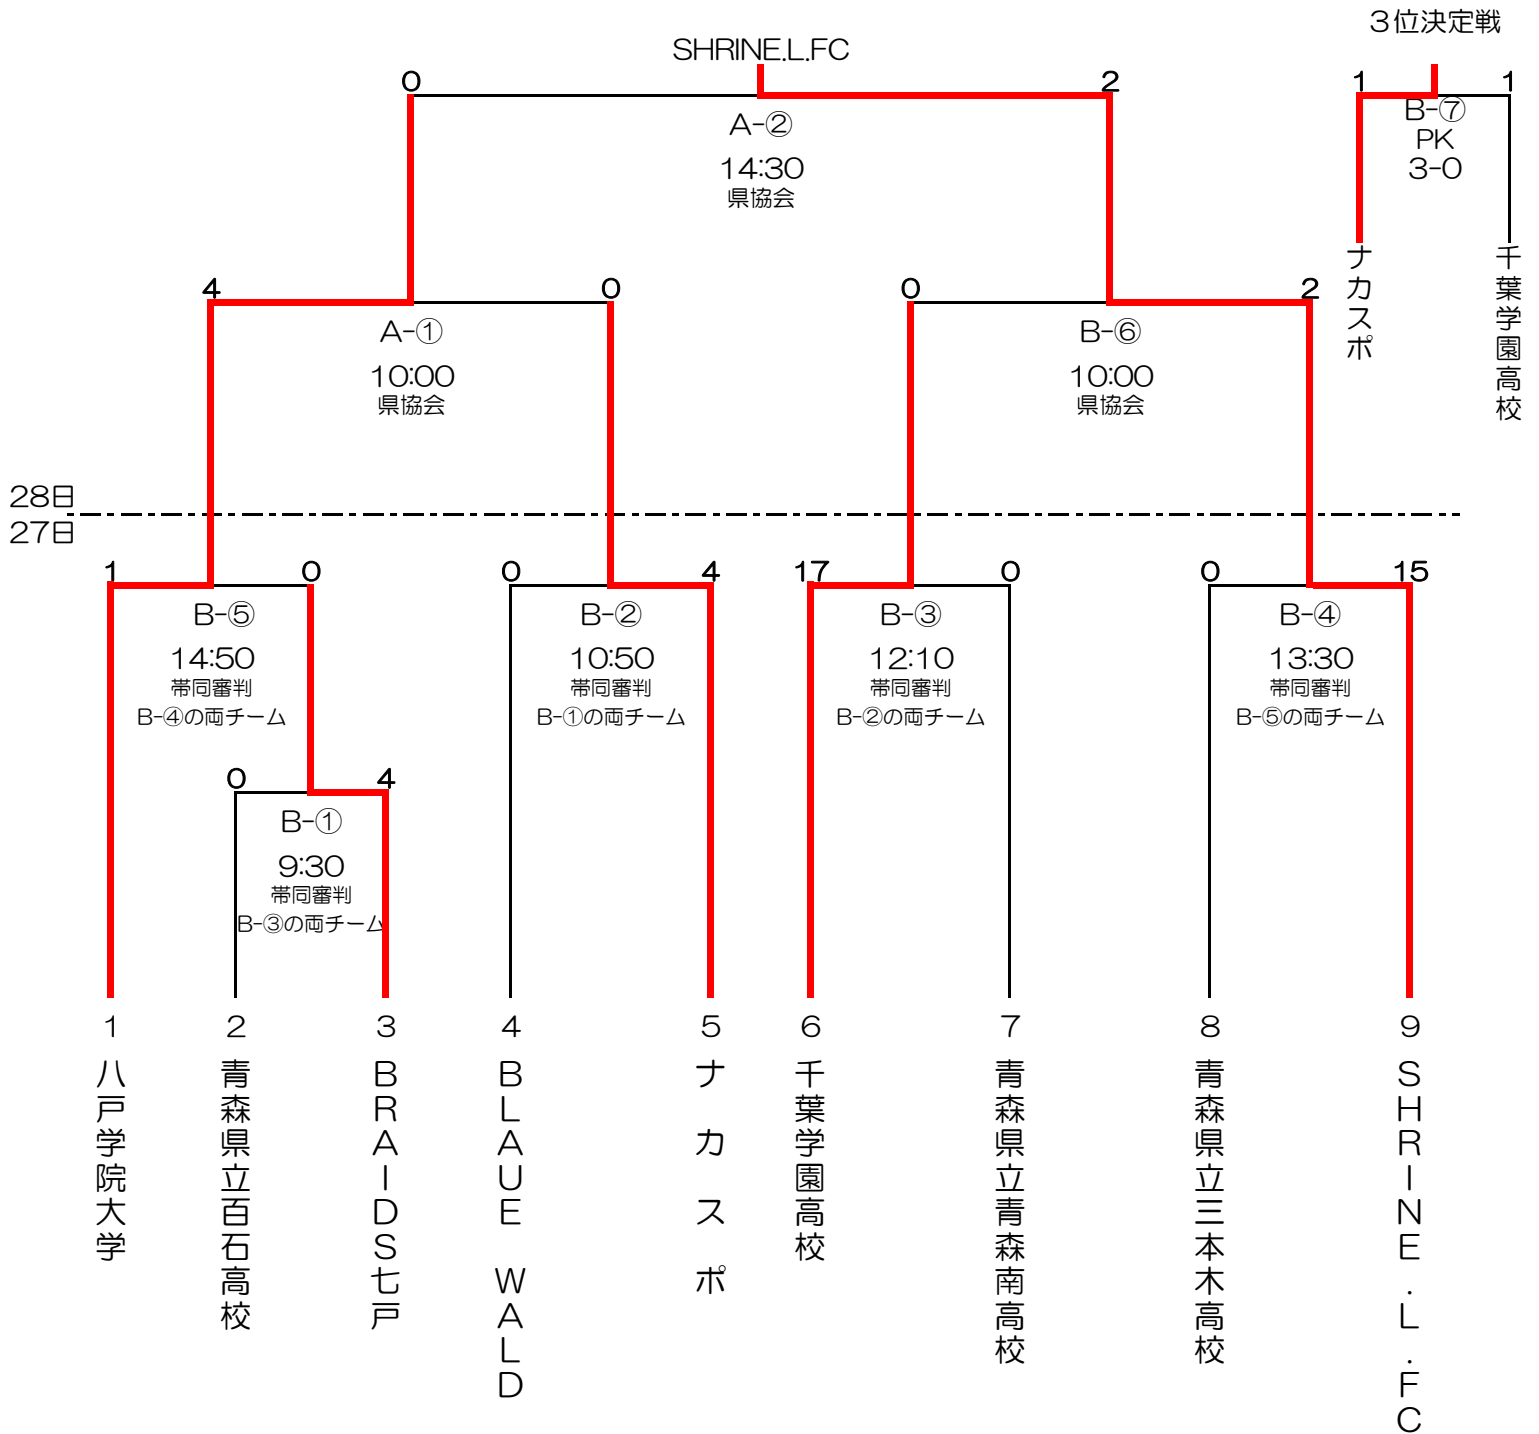 ３位決定戦
SHRINE.L.FC
0 2
1 1
A-②
14:30
県協会
B-⑦
PK
3-0
ナカスポ
千葉学園高校
4 0
0 2
A-①
10:00
県協会
B-⑥
10:00
県協会
28日
27日
1 0
0 4
17 0
0 15
B-⑤
14:50
帯同審判
B-④の両チーム
B-②
10:50
帯同審判
B-①の両チーム
B-③
12:10
帯同審判
B-②の両チーム
B-④
13:30
帯同審判
B-⑤の両チーム
0 4
B-①
9:30
帯同審判
B-③の両チーム
1 2 3 4 5 6 7 8 9
八戸学院大学
青森県立百石高校
BRAIDS七戸
BLAUE WALD
ナカスポ
千葉学園高校
青森県立青森南高校
青森県立三本木高校
SHRINE.L.FC